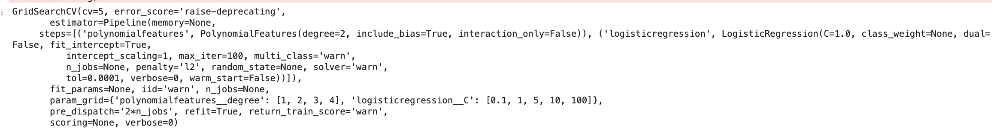 GridSearchCV(cv=5, error_score='raise-deprecating',
       estimator=Pipeline(memory=None,
     steps=[('polynomialfeatures', PolynomialFeatures(degree=2, include_bias=True, interaction_only=False)), ('logisticregression', LogisticRegression(C=1.0, class_weight=None, dual=
False, fit_intercept=True,
          intercept_scaling=1, max_iter=100, multi_class='warn',
          n_jobs=None, penalty='l2', random_state=None, solver='warn',
          tol=0.0001, verbose=0, warm_start=False))]),
       fit_params=None, iid='warn', n_jobs=None,
       param_grid={'polynomialfeatures__degree': [1, 2, 3, 4], 'logisticregression__C': [0.1, 1, 5, 10, 100]},
       pre_dispatch='2*n_jobs', refit=True, return_train_score='warn',
       scoring=None, verbose=0)